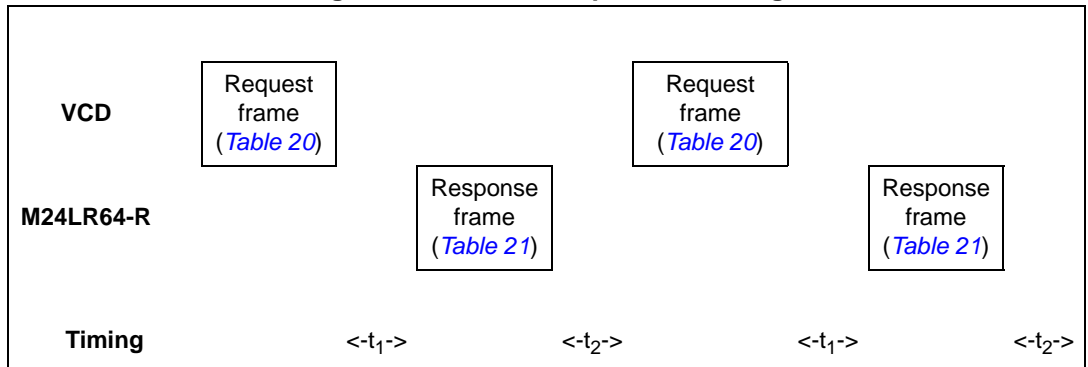 VCD
Request
frame
(Table 20)
Request
frame
(Table 20)
M24LR64-R
Response
frame
(Table 21)
Response
frame
(Table 21)
Timing <-t1-> <-t2-> <-t1-> <-t2->